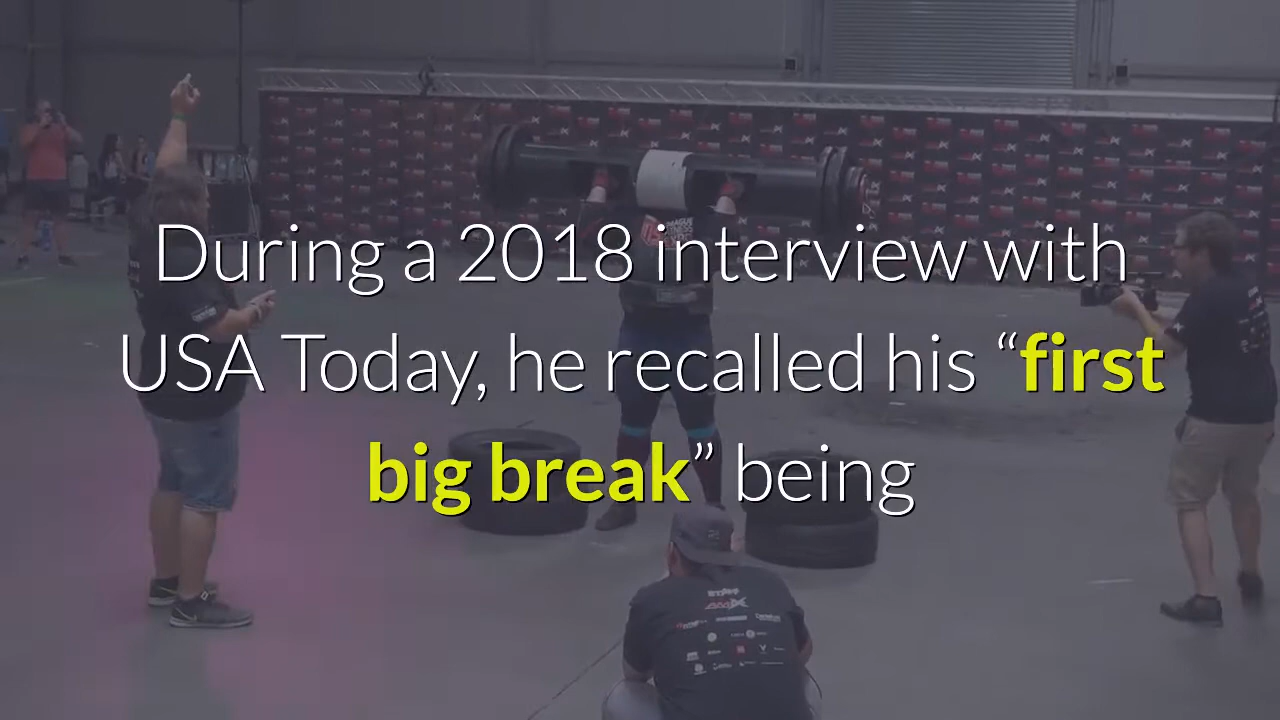 During a 2018 interview with
USA Today, he recalled his “first
big break” being